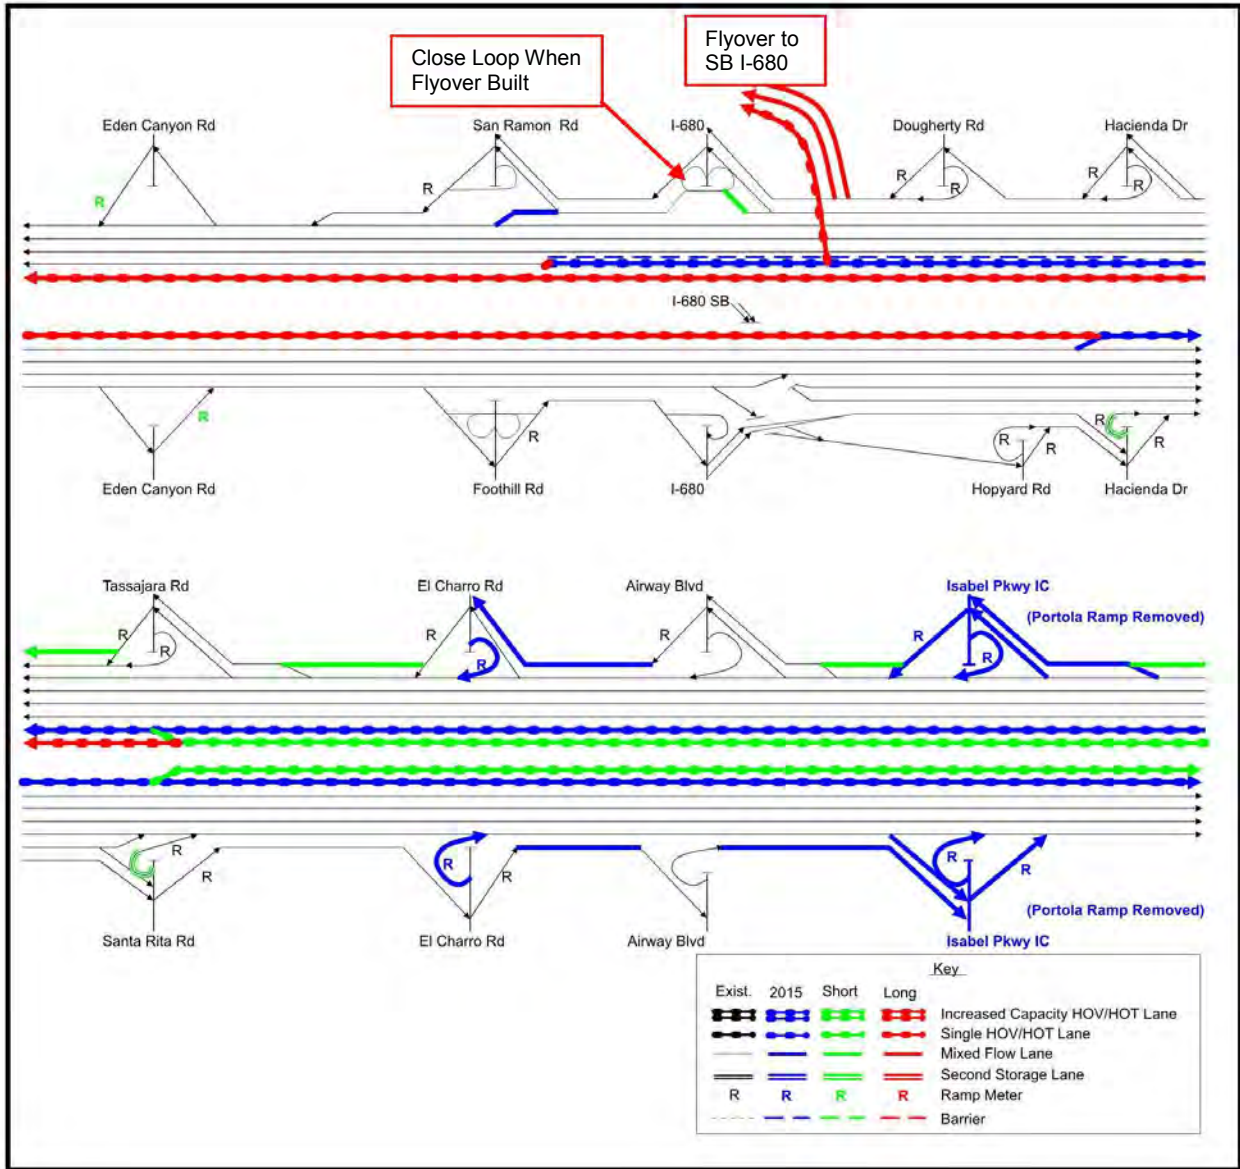 Close Loop When
Flyover Built
Flyover to
SB I-680
Eden Canyon Rd
San Ramon Rd
I-680
Dougherty Rd
Hacienda Dr
R
R
R
R
I-680 SB
R
R
R
R
R
R
Eden Canyon Rd
Foothill Rd
I-680
Hopyard Rd
Hacienda Dr
Tassajara Rd
El Charro Rd
Airway Blvd
Isabel Pkwy IC
(Portola Ramp Removed)
R
R
R
R
R
R
R
R
R
R
R
R
R
(Portola Ramp Removed)
Santa Rita Rd
El Charro Rd
Airway Blvd
Isabel Pkwy IC
Key
Exist. 2015 Short Long
Increased Capacity HOV/HOT Lane
Single HOV/HOT Lane
Mixed Flow Lane
Second Storage Lane
R R R R Ramp Meter
Barrier